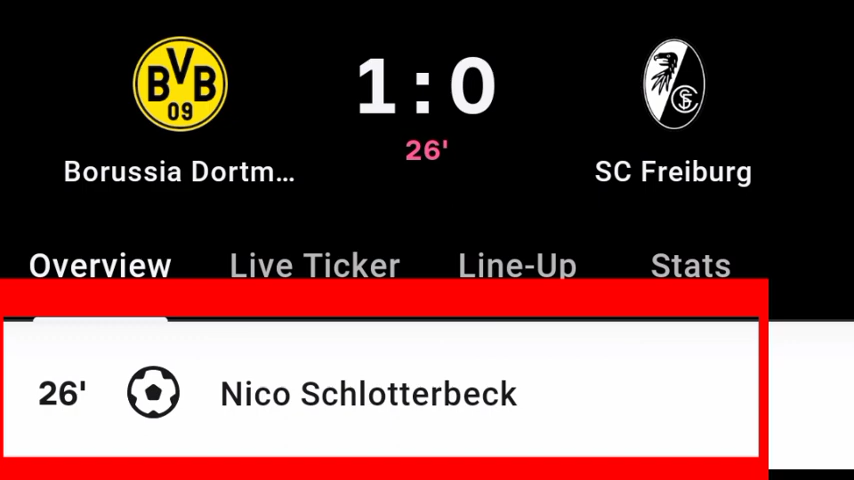 BVB
09
1:0
26'
Borussia Dortm...
SC Freiburg
Overview Live Ticker Line-Up Stats
26' Nico Schlotterbeck